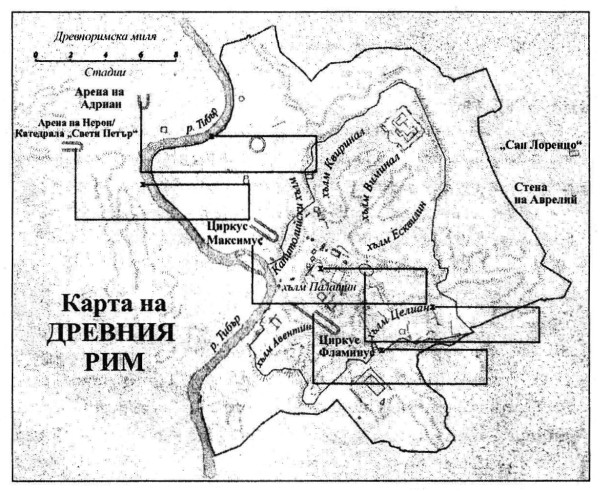 Древноримска миля
0 2 4 6 8
Стадии
Арена на
Адриан
Арена на Нерон/
Катедрала „Свети Петър“
р. Тибър
хълм Квиринал
хълм Виминал
„Сан Лоренцо“
Стена
на Аврелий
Капитолийски хълм
хълм Есквилин
Циркус
Максимус
хълм Палатин
Карта на
ДРЕВНИЯ
РИМ
р. Тибър
хълм Авентин
Циркус
Фламинус
хълм Целиан
d